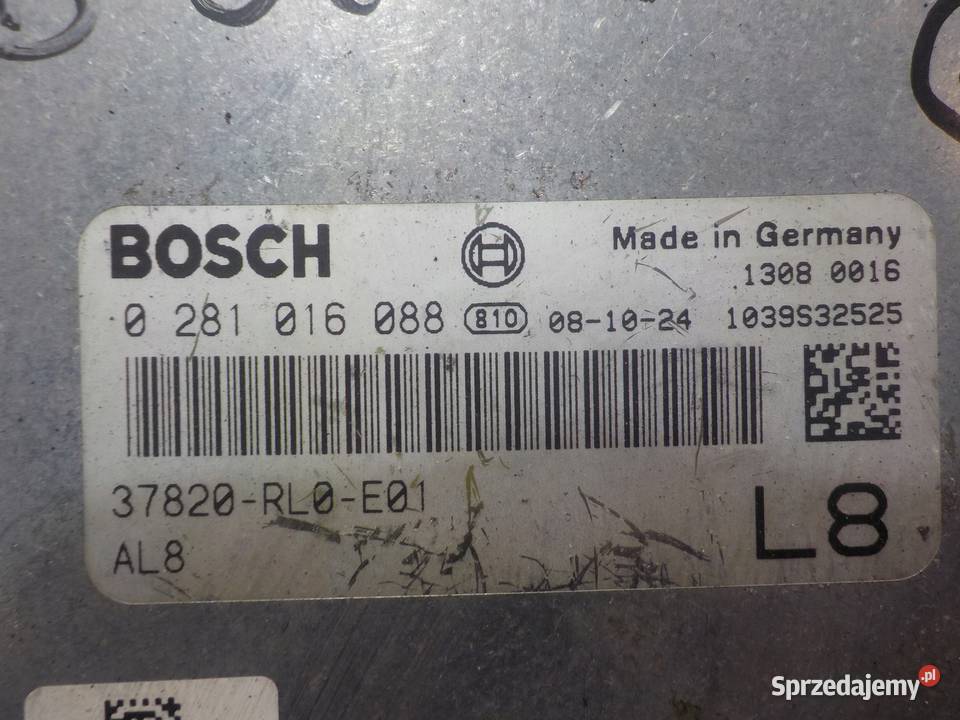 BOSCH
Made in Germany
1308 0016
0 281 016 088 810 08-10-24 1039S32525
37820-RL0-E01
AL8
L8
Sprzedajemy.pl